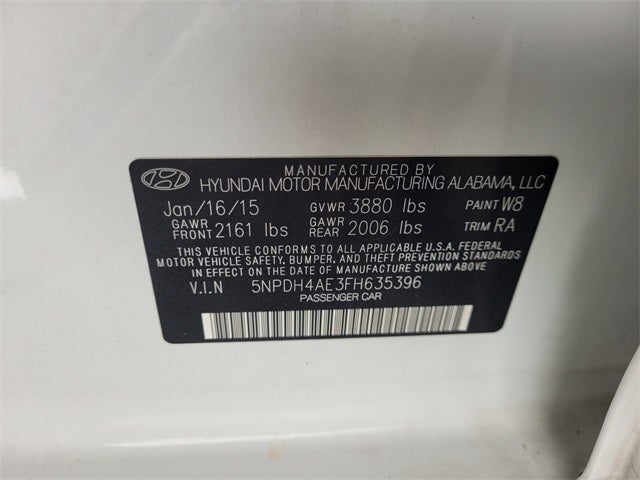 MANUFACTURED BY
HYUNDAI MOTOR MANUFACTURING ALABAMA, LLC
Jan/16/15 GVWR 3880 lbs PAINT W8
GAWR FRONT 2161 lbs GAWR REAR 2006 lbs TRIM RA
THIS VEHICLE CONFORMS TO ALL APPLICABLE U.S.A. FEDERAL
MOTOR VEHICLE SAFETY, BUMPER, AND THEFT PREVENTION STANDARDS
IN EFFECT ON THE DATE OF MANUFACTURE SHOWN ABOVE.
V.I.N 5NPDH4AE3FH635396
PASSENGER CAR